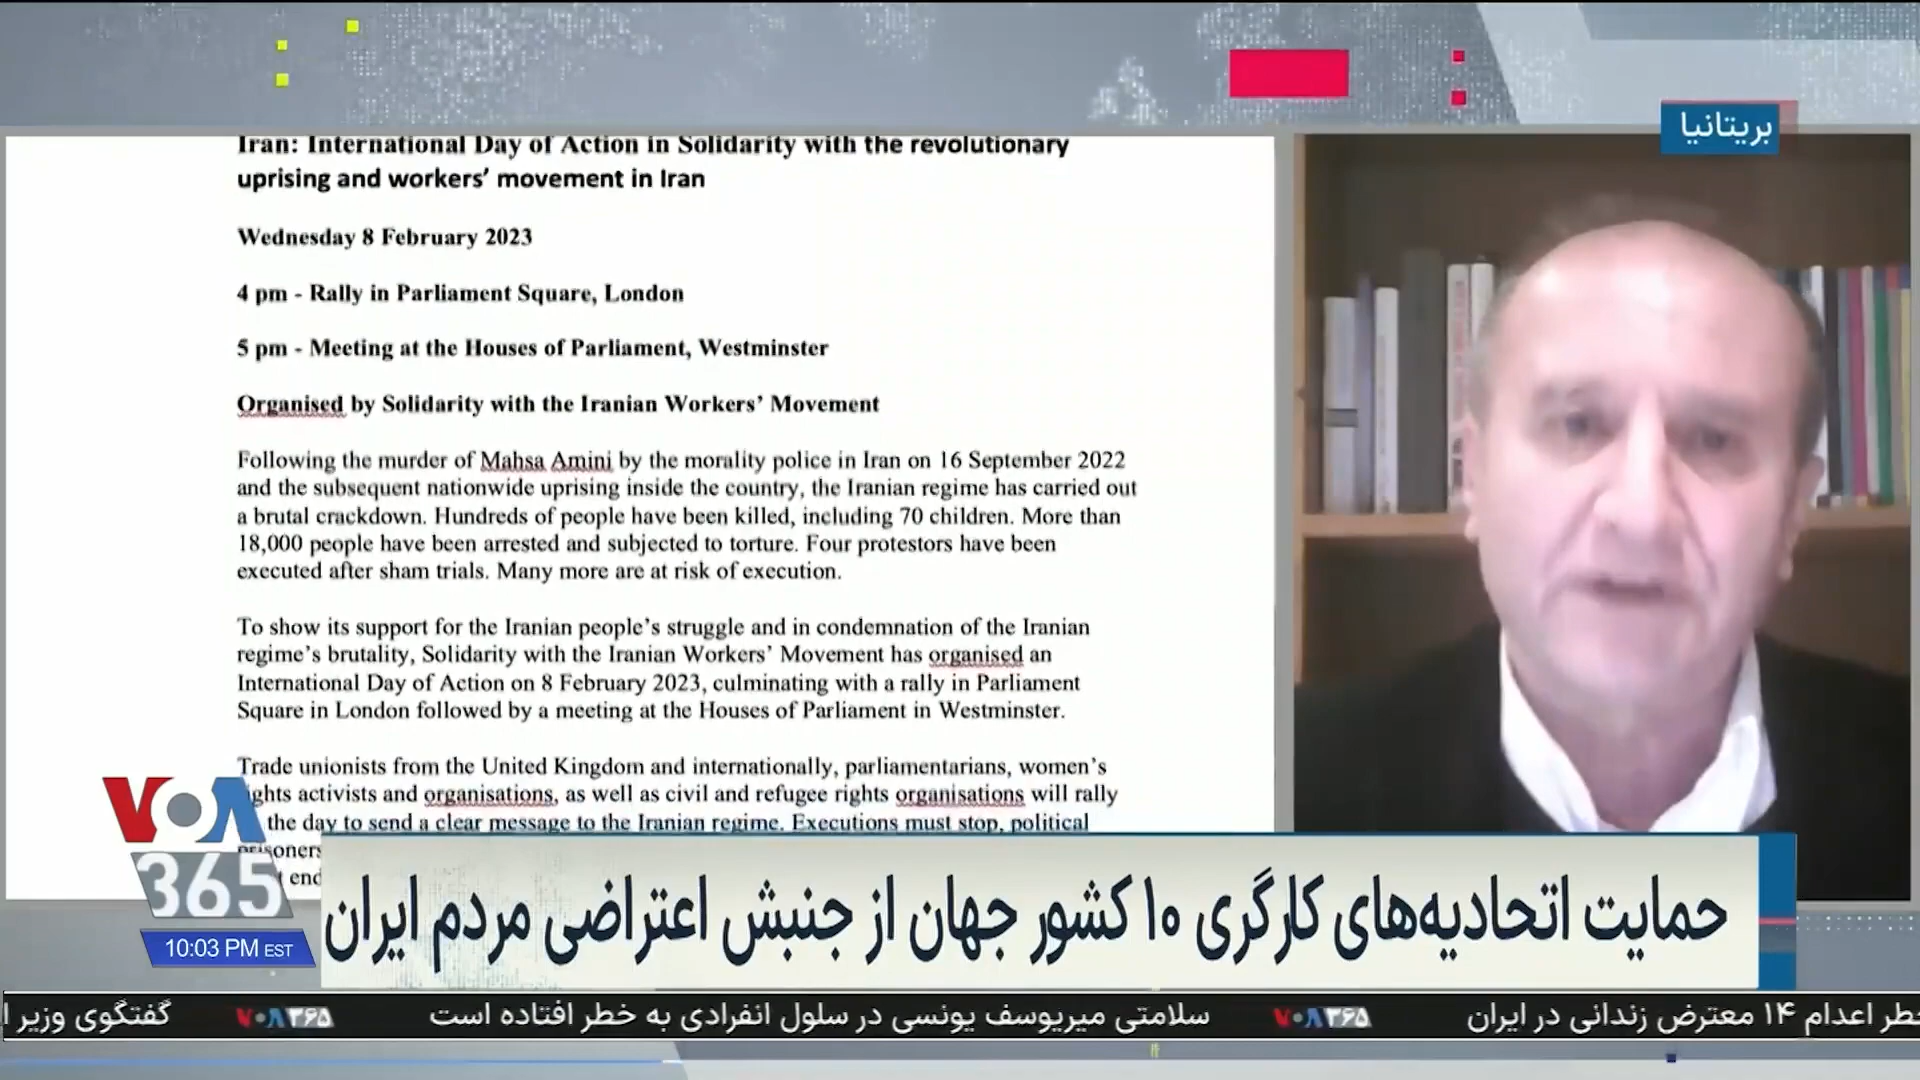 بریتانیا
Iran: International Day of Action in Solidarity with the revolutionary
uprising and workers’ movement in Iran
Wednesday 8 February 2023
4 pm - Rally in Parliament Square, London
5 pm - Meeting at the Houses of Parliament, Westminster
Organised by Solidarity with the Iranian Workers’ Movement
Following the murder of Mahsa Amini by the morality police in Iran on 16 September 2022
and the subsequent nationwide uprising inside the country, the Iranian regime has carried out
a brutal crackdown. Hundreds of people have been killed, including 70 children. More than
18,000 people have been arrested and subjected to torture. Four protestors have been
executed after sham trials. Many more are at risk of execution.
To show its support for the Iranian people’s struggle and in condemnation of the Iranian
regime’s brutality, Solidarity with the Iranian Workers’ Movement has organised an
International Day of Action on 8 February 2023, culminating with a rally in Parliament
Square in London followed by a meeting at the Houses of Parliament in Westminster.
Trade unionists from the United Kingdom and internationally, parliamentarians, women’s
ghts activists and organisations, as well as civil and refugee rights organisations will rally
the day to send a clear message to the Iranian regime. Executions must stop, political
prisoners
end
VOA
365
10:03 PM EST
حمایت اتحادیه‌های کارگری ۱۰ کشور جهان از جنبش اعتراضی مردم ایران
خطر اعدام ۱۴ معترض زندانی در ایران VOA۳۶۵ سلامتی میریوسف یونسی در سلول انفرادی به خطر افتاده است VOA۳۶۵ گفتگوی وزیر ا